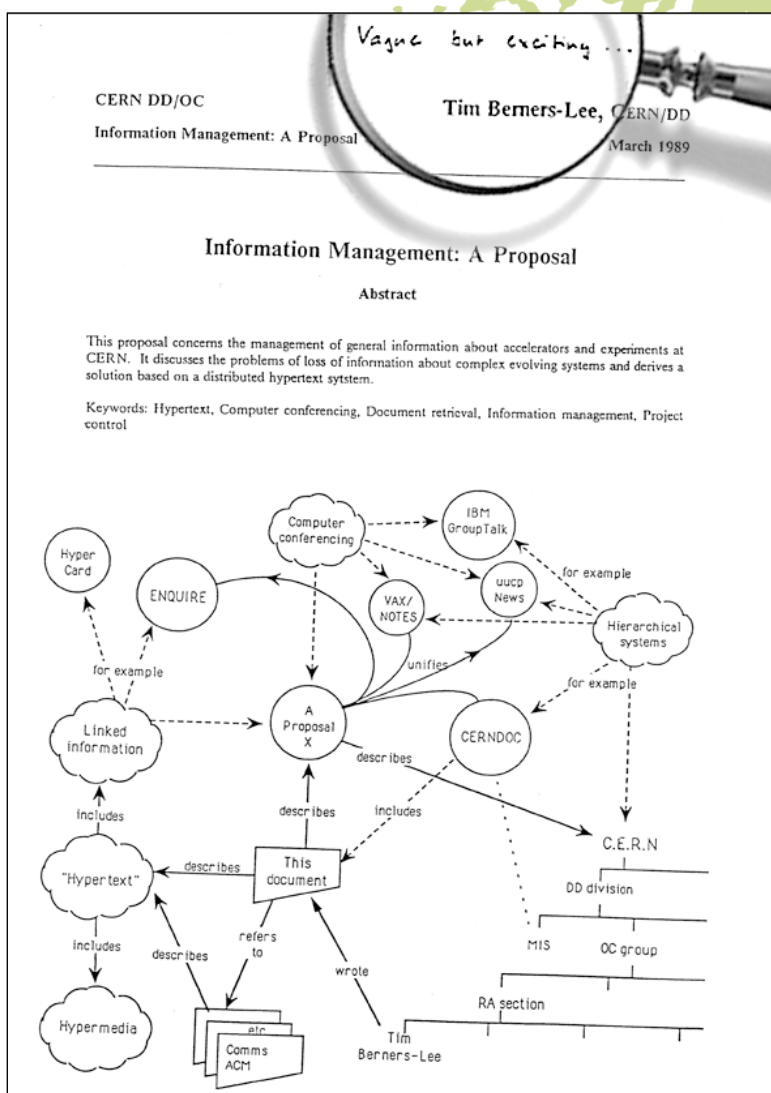 Vague but exiting ...
CERN DD/OC
Tim Berners-Lee, CERN/DD
Information Management: A Proposal
March 1989
Information Management: A Proposal
Abstract
This proposal concerns the management of general information about accelerators and experiments at
CERN. It discusses the problems of loss of information about complex evolving systems and derives a
solution based on a distributed hypertext sytstem.
Keywords: Hypertext, Computer conferencing, Document retrieval, Information management, Project
control
Computer
conferencing
IBM
GroupTalk
Hyper
Card
ENQUIRE
VAX/
NOTES
uucp
News
for example
Hierarchical
systems
unifies
for example
for example
Linked
information
A
Proposal
X
CERNDOC
describes
includes
describes
includes
C.E.R.N
"Hypertext"
describes
This
document
DD division
includes
describes
refers
to
MIS
OC group
wrote
RA section
Hypermedia
etc
Comms
ACM
Tim
Berners-Lee